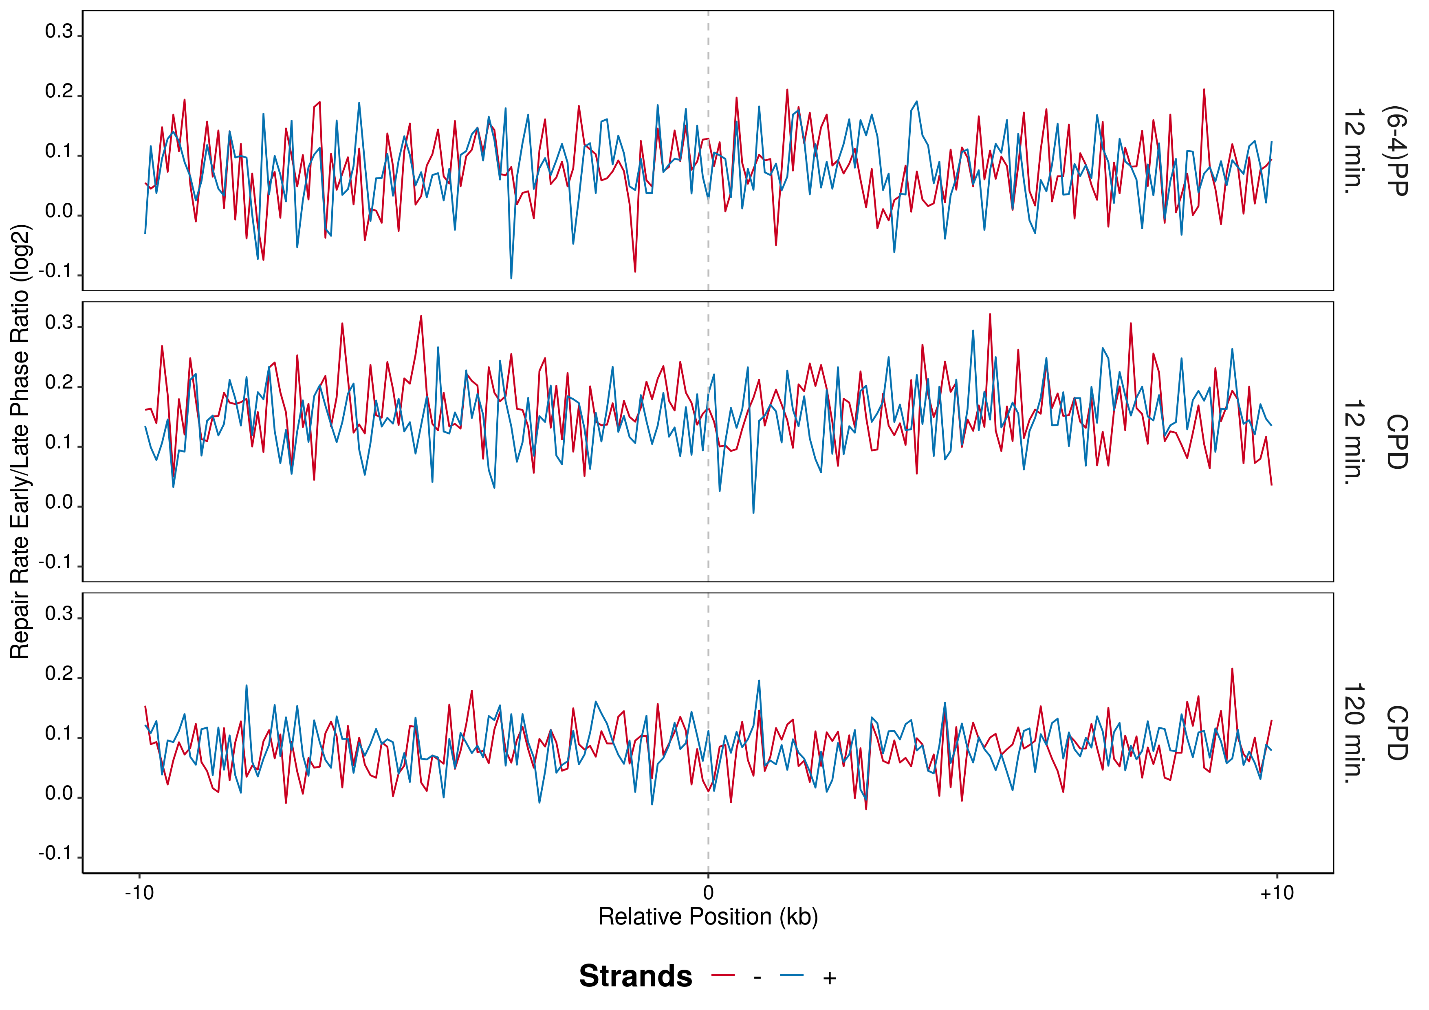 Repair Rate Early/Late Phase Ratio (log2)
0.3
0.2
0.1
0.0
-0.1
(6-4)PP
12 min.
0.3
0.2
0.1
0.0
-0.1
CPD
12 min.
0.3
0.2
0.1
0.0
-0.1
CPD
120 min.
-10 0 +10
Relative Position (kb)
Strands - +